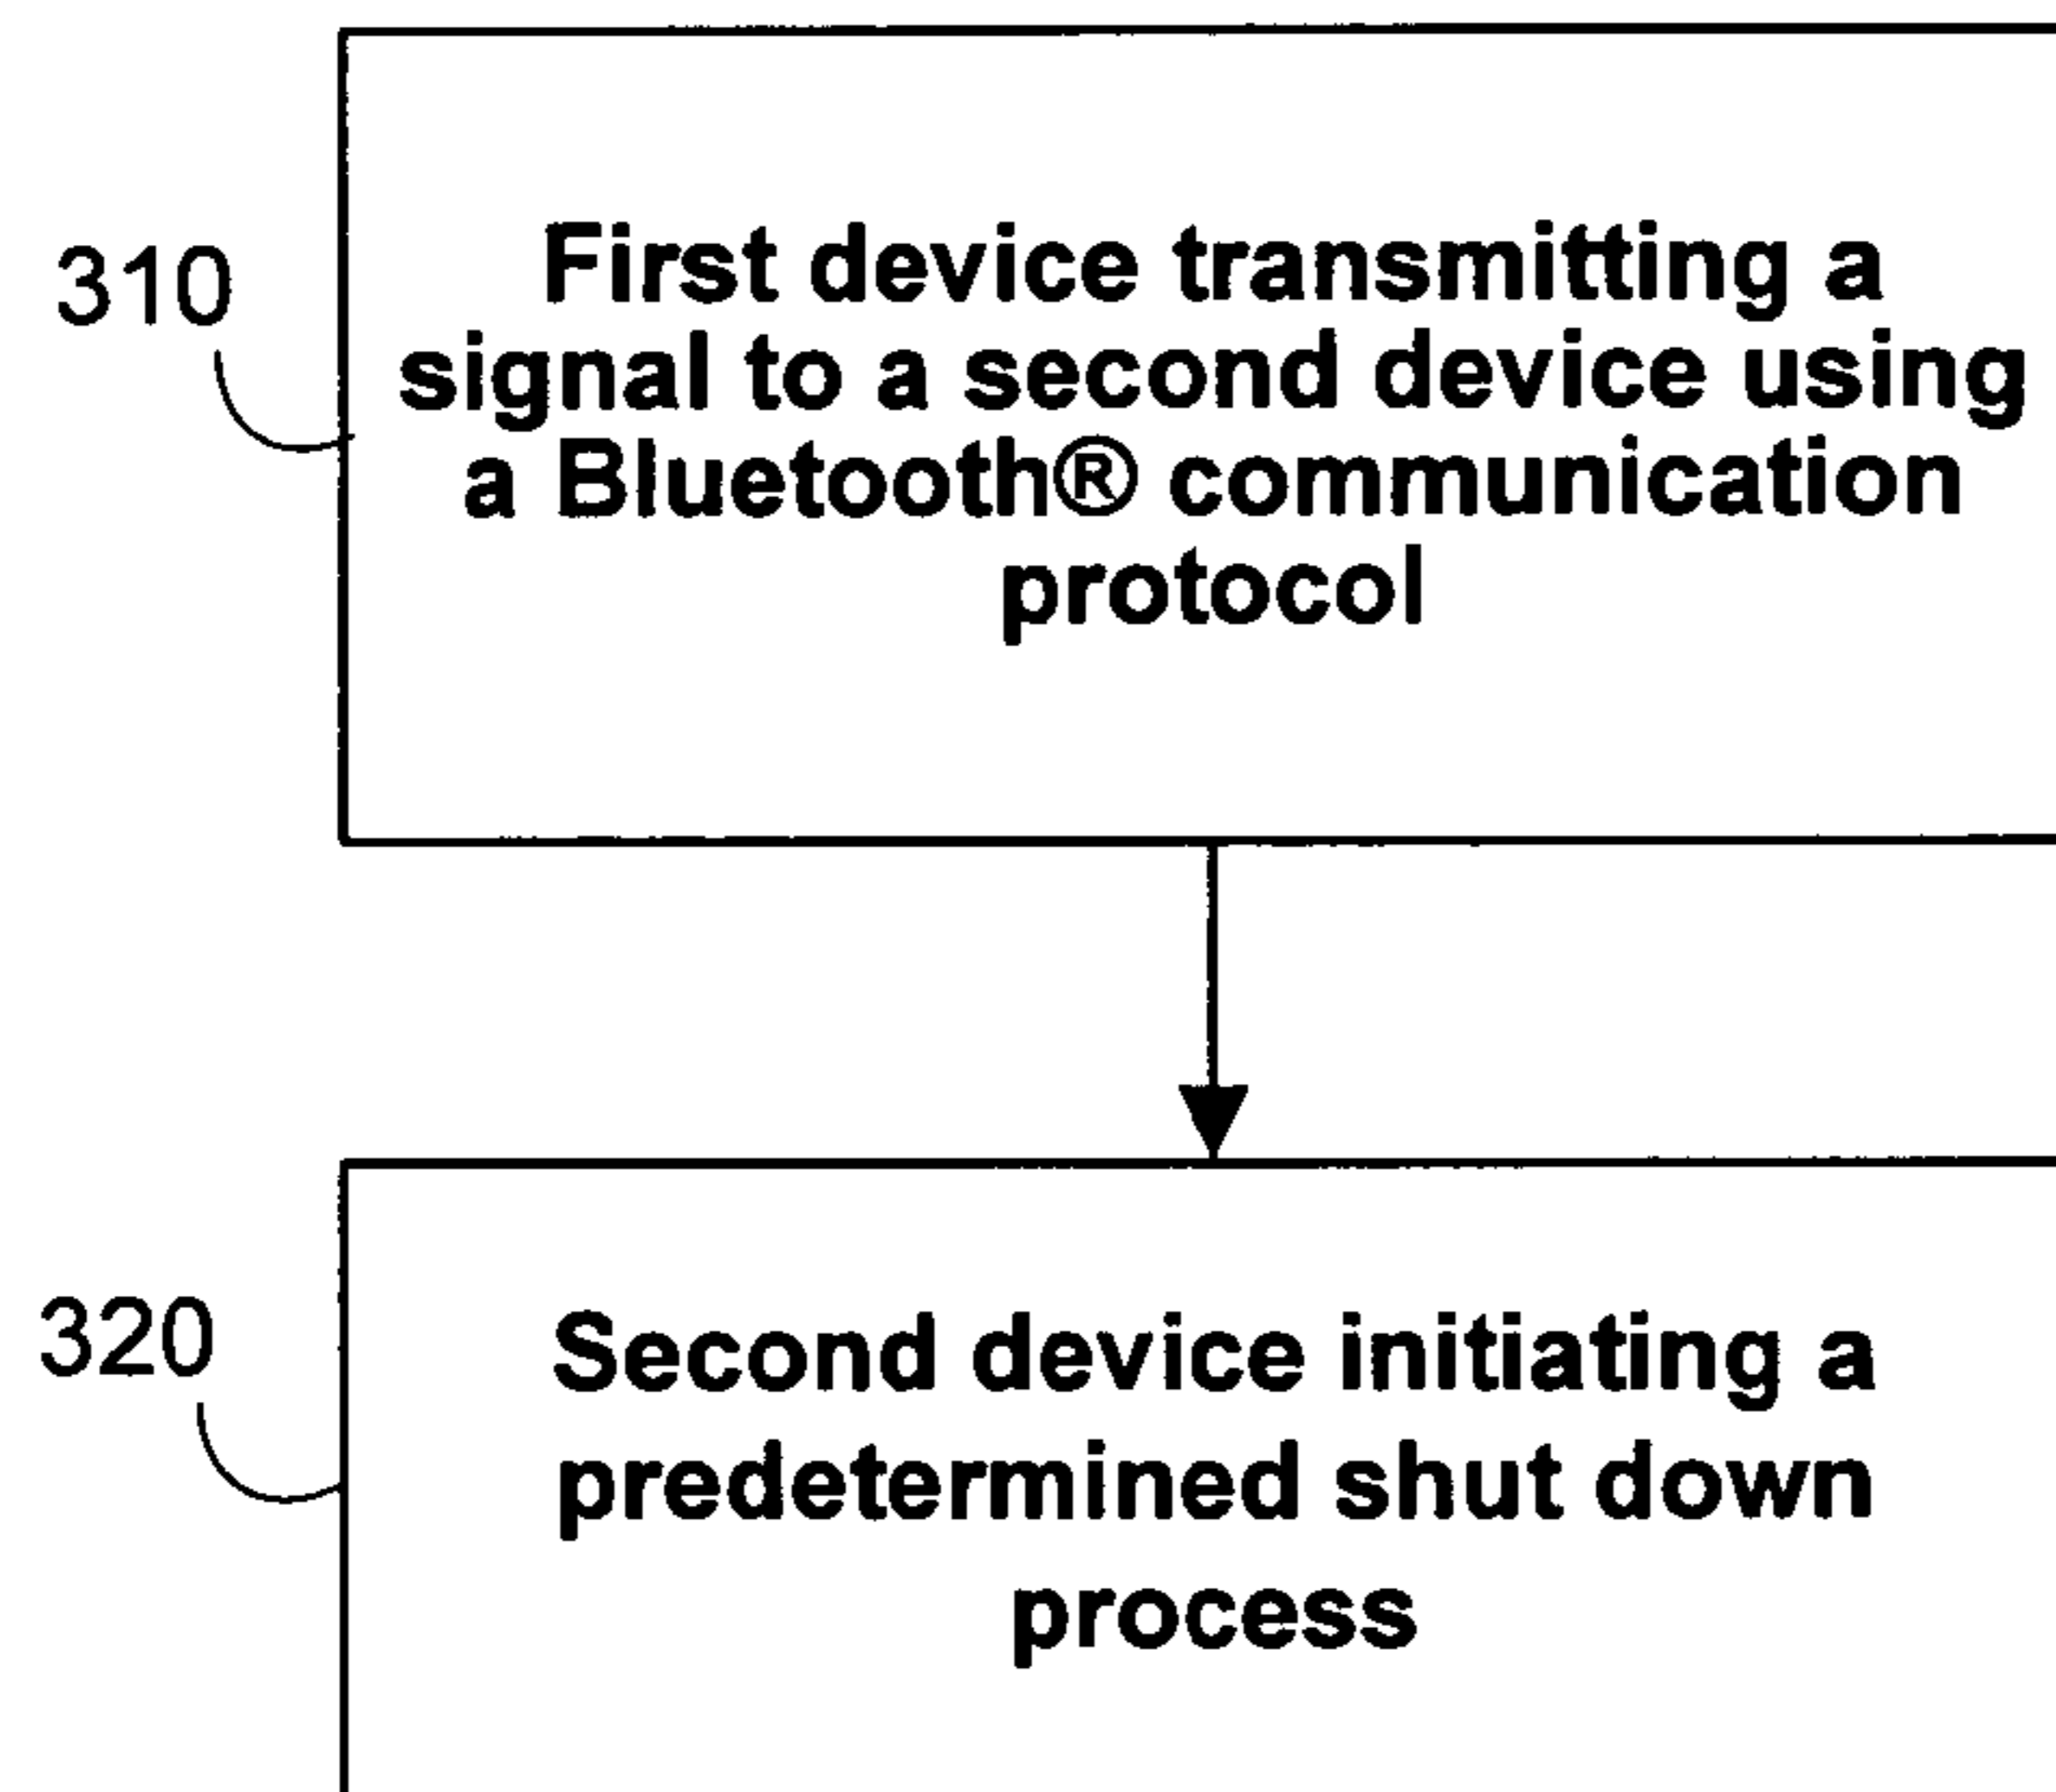 310
First device transmitting a
signal to a second device using
a Bluetooth® communication
protocol
320
Second device initiating a
predetermined shut down
process